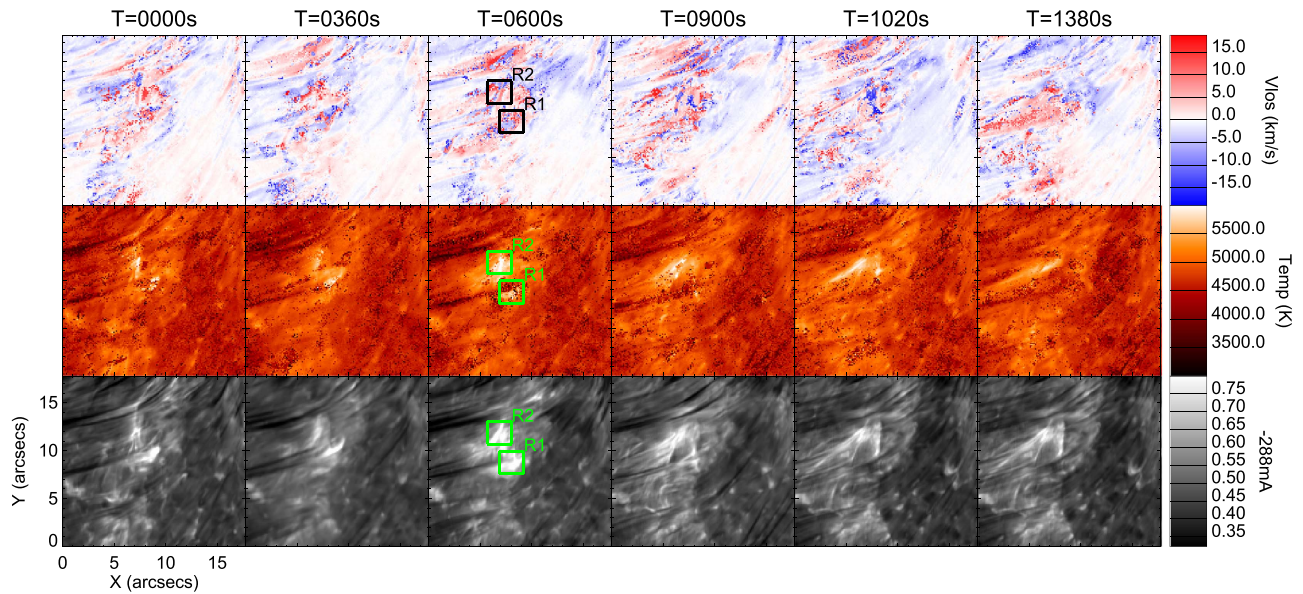 T=0000s T=0360s T=0600s T=0900s T=1020s T=1380s
R2
R1
15.0
10.0
5.0
0.0
-5.0
-10.0
-15.0
Vlos (km/s)
R2
R1
5500.0
5000.0
4500.0
4000.0
3500.0
Temp (K)
R2
R1
0.75
0.70
0.65
0.60
0.55
0.50
0.45
0.40
0.35
-288mA
15
10
5
0
Y (arcsecs)
0 5 10 15
X (arcsecs)